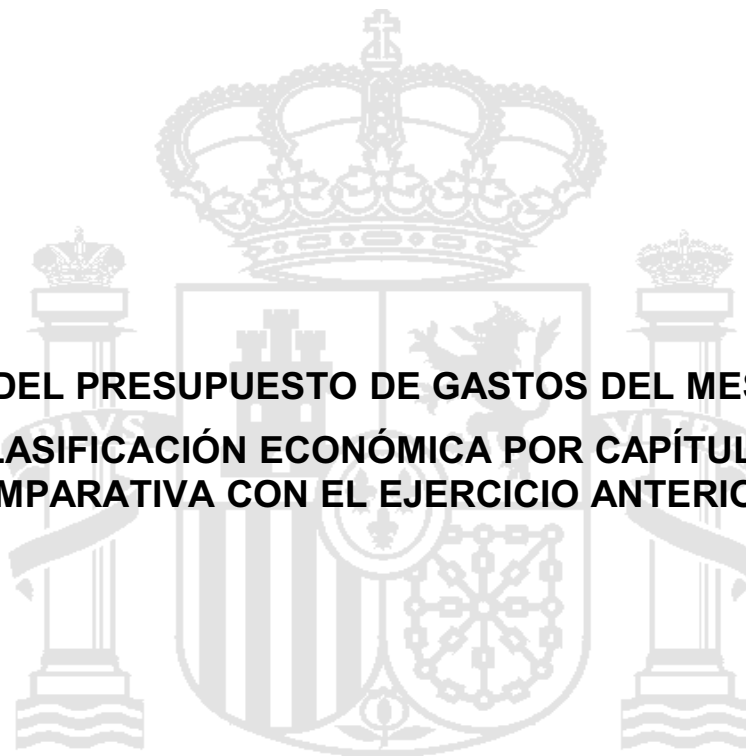 DEL PRESUPUESTO DE GASTOS DEL MES
LASIFICACIÓN ECONÓMICA POR CAPÍTUL
MPARATIVA CON EL EJERCICIO ANTERIO